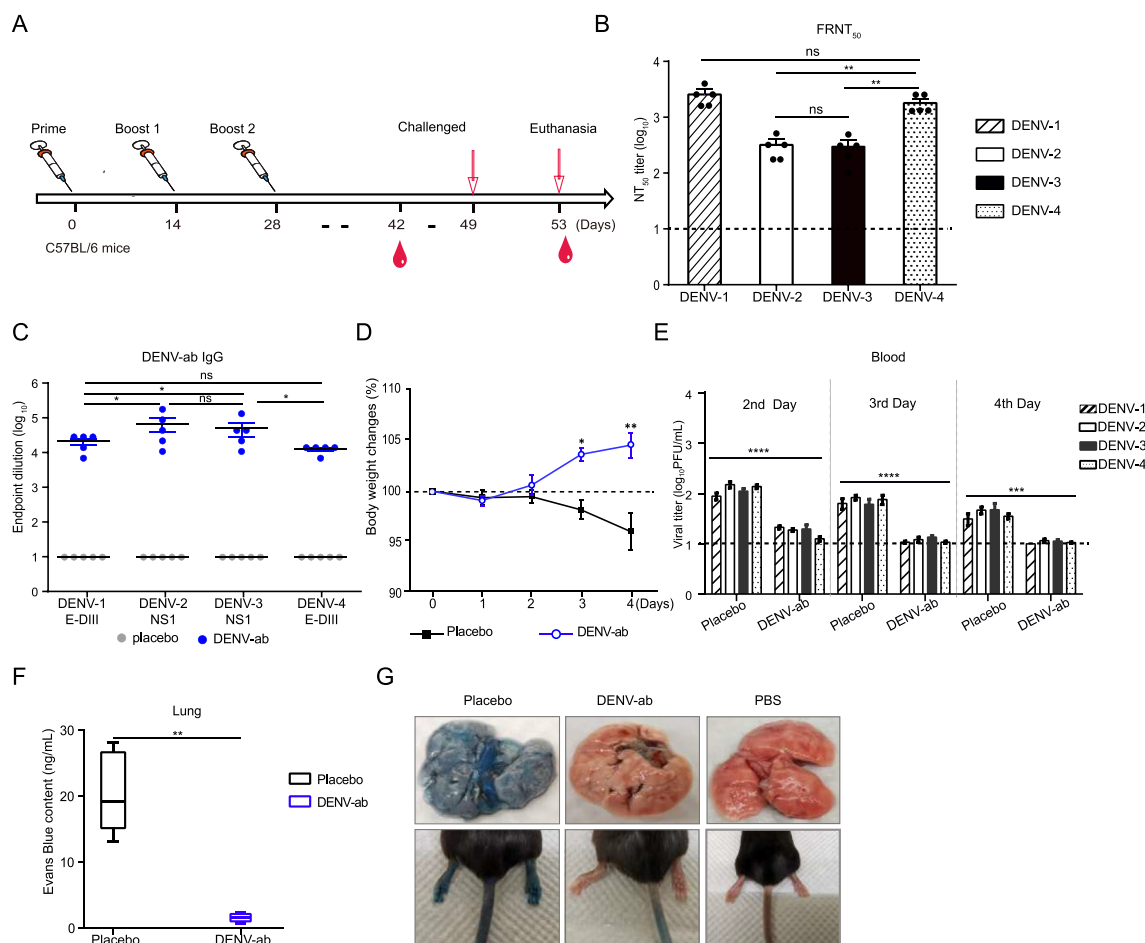 A
Prime
Boost 1
Boost 2
Challenged
Euthanasia
0
14
28
42
49
53
(Days)
C57BL/6 mice
B
FRNT50
ns
**
**
ns
NT50 titer (log10)
4
3
2
1
0
DENV-1
DENV-2
DENV-3
DENV-4
DENV-1
DENV-2
DENV-3
DENV-4
C
DENV-ab IgG
ns
*
*
ns
*
Endpoint dilution (log10)
6
5
4
3
2
1
0
DENV-1
E-DIII
DENV-2
NS1
DENV-3
NS1
DENV-4
E-DIII
placebo
DENV-ab
D
Body weight changes (%)
110
105
100
95
90
*
**
0
1
2
3
4
(Days)
Placebo
DENV-ab
E
Blood
2nd Day
3rd Day
4th Day
DENV-1
DENV-2
DENV-3
DENV-4
****
****
***
Viral titer (log10PFU/mL)
4
2
1
0
Placebo
DENV-ab
Placebo
DENV-ab
Placebo
DENV-ab
F
Lung
**
Evans Blue content (ng/mL)
30
20
10
0
Placebo
DENV-ab
Placebo
DENV-ab
G
Placebo
DENV-ab
PBS